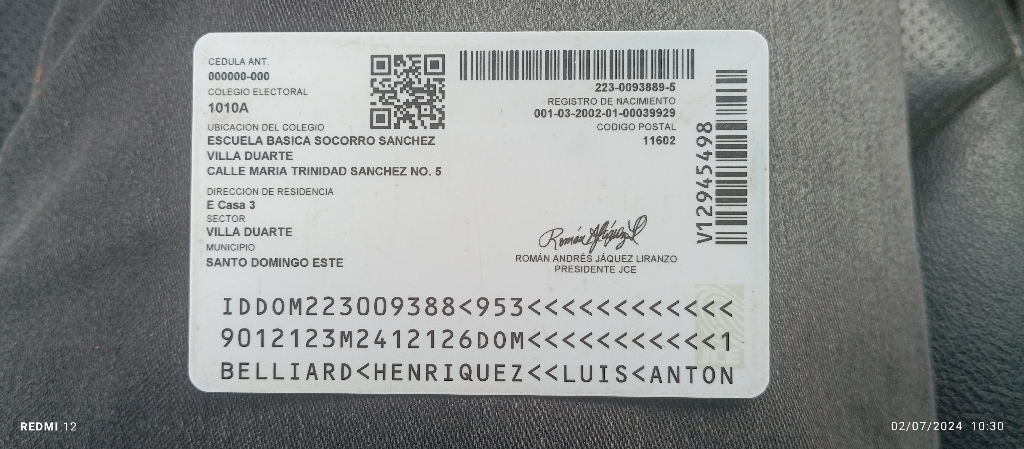 CEDULA ANT.
000000-000
COLEGIO ELECTORAL
1010A
UBICACION DEL COLEGIO
ESCUELA BASICA SOCORRO SANCHEZ
VILLA DUARTE
CALLE MARIA TRINIDAD SANCHEZ NO. 5
DIRECCION DE RESIDENCIA
E Casa 3
SECTOR
VILLA DUARTE
MUNICIPIO
SANTO DOMINGO ESTE
223-0093889-5
REGISTRO DE NACIMIENTO
001-03-2002-01-00039929
CODIGO POSTAL
11602
V12945498
ROMÁN ANDRÉS JÁQUEZ LIRANZO
PRESIDENTE JCE
IDDOM223009388<953<<<<<<<<<<<<
9012123M2412126DOM<<<<<<<<<<<1
BELLIARD<HENRIQUEZ<<LUIS<ANTON
REDMI 12
02/07/2024 10:30